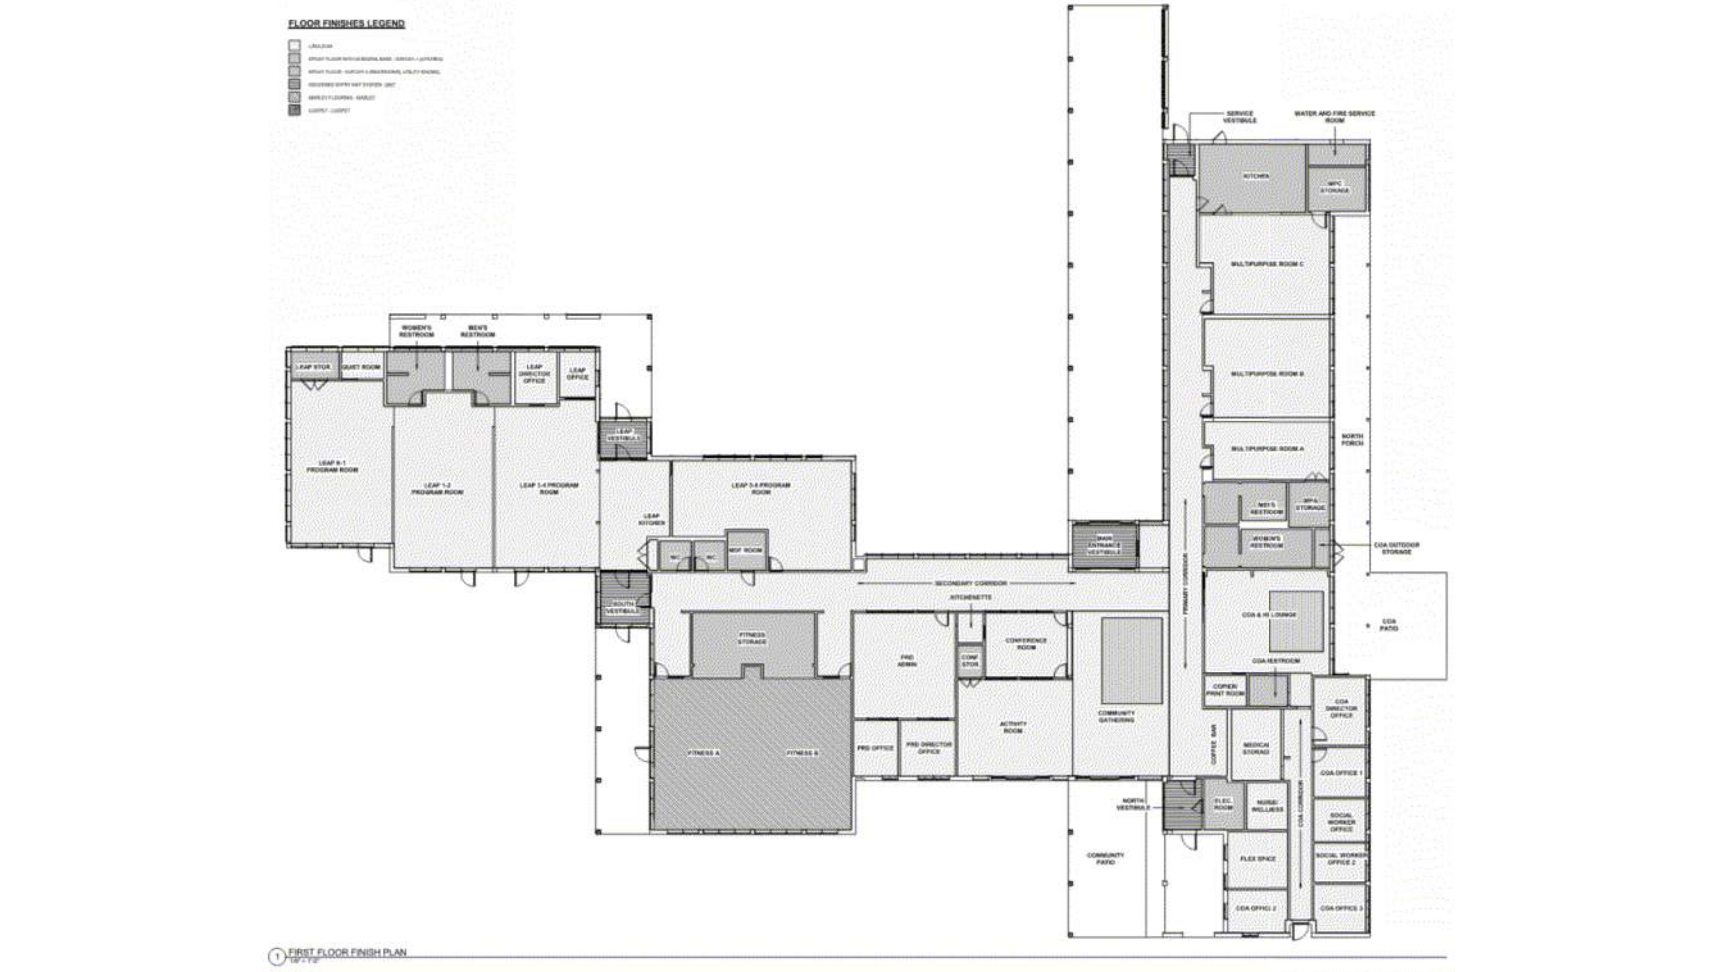 FLOOR FINISHES LEGEND
LINOLEUM
CARPET - CARPET
SERVICE
VESTIBULE
WATER AND FIRE SERVICE
ROOM
KITCHEN
MPC
STORAGE
MULTIPURPOSE ROOM C
MULTIPURPOSE ROOM B
MULTIPURPOSE ROOM A
NORTH
PORCH
MEN'S
RESTROOM
MPA
STORAGE
WOMEN'S
RESTROOM
COA OUTDOOR
STORAGE
WOMEN'S
RESTROOM
MEN'S
RESTROOM
LEAP STOR.
QUIET ROOM
LEAP
DIRECTOR
OFFICE
LEAP
OFFICE
LEAP
VESTIBULE
LEAP K-1
PROGRAM ROOM
LEAP 1-2
PROGRAM ROOM
LEAP 3-4 PROGRAM
ROOM
LEAP 5-6 PROGRAM
ROOM
LEAP
KITCHEN
WC
WC
MDF ROOM
MAIN
ENTRANCE
VESTIBULE
SOUTH
VESTIBULE
SECONDARY CORRIDOR
PRIMARY CORRIDOR
KITCHENETTE
COA & HI LOUNGE
COA
PATIO
FITNESS
STORAGE
PRD
ADMIN
CONF
STOR.
CONFERENCE
ROOM
COA RESTROOM
COPIER/
PRINT ROOM
COA
DIRECTOR
OFFICE
COMMUNITY
GATHERING
ACTIVITY
ROOM
COFFEE BAR
MEDICAL
STORAGE
FITNESS A
FITNESS B
PRD OFFICE
PRD DIRECTOR
OFFICE
COA OFFICE 1
NORTH
VESTIBULE
ELEC.
ROOM
NURSE/
WELLNESS
COA CORRIDOR
SOCIAL
WORKER
OFFICE
COMMUNITY
PATIO
FLEX SPACE
SOCIAL WORKER
OFFICE 2
COA OFFICE 2
COA OFFICE 3
1
FIRST FLOOR FINISH PLAN